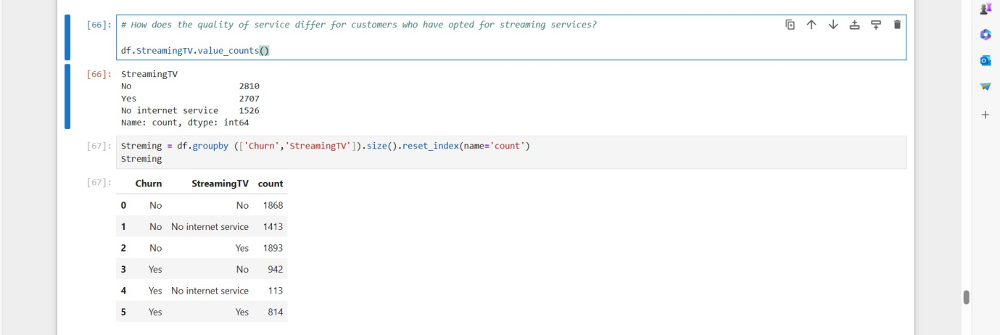 [66]: # How does the quality of service differ for customers who have opted for streaming services?
df.StreamingTV.value_counts()
[66]: StreamingTV
No 2810
Yes 2707
No internet service 1526
Name: count, dtype: int64
[67]: Streming = df.groupby (['Churn','StreamingTV']).size().reset_index(name='count')
Streming
[67]: Churn StreamingTV count
0 No No 1868
1 No No internet service 1413
2 No Yes 1893
3 Yes No 942
4 Yes No internet service 113
5 Yes Yes 814